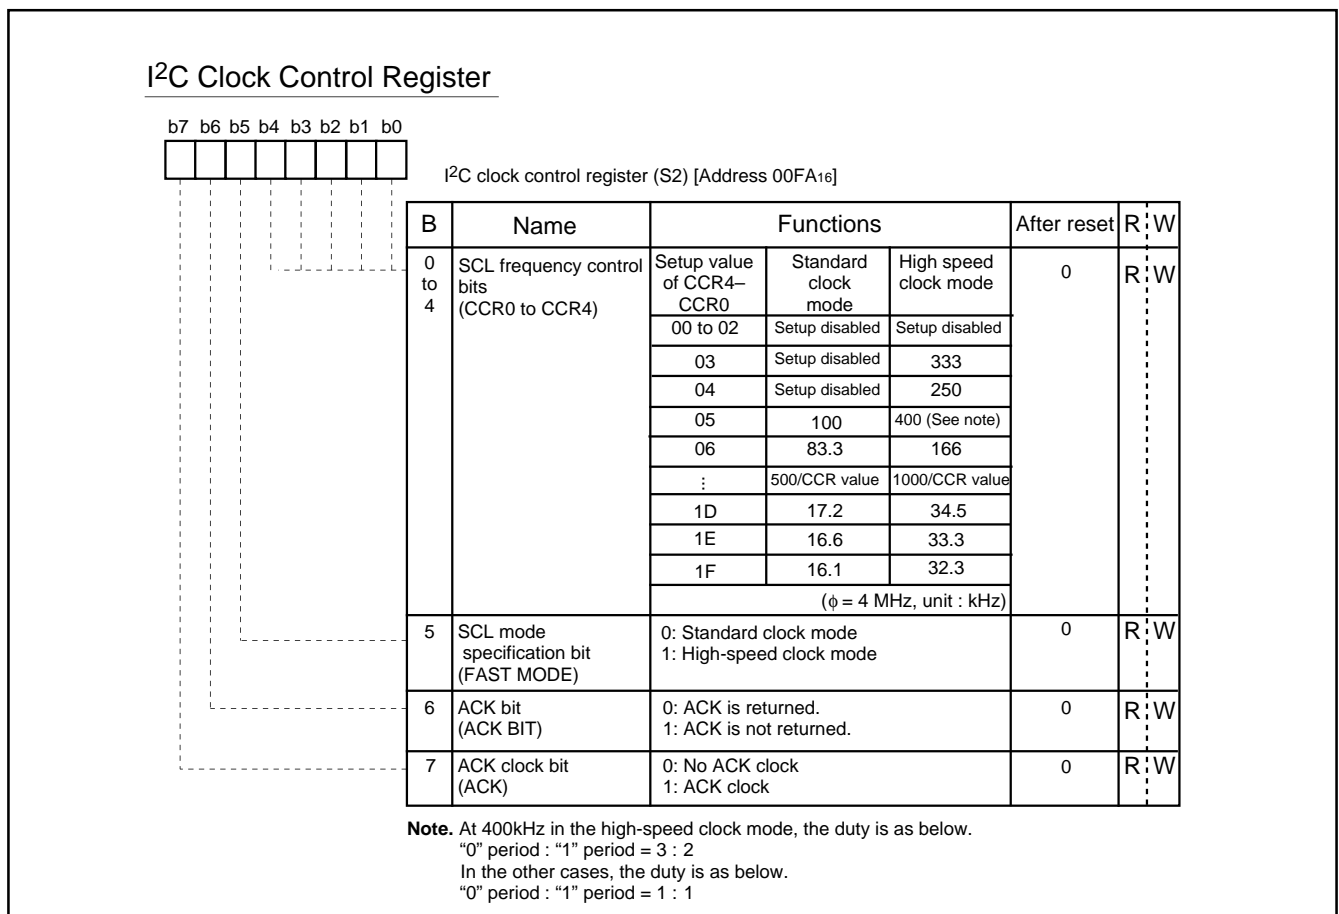 I2C Clock Control Register
b7 b6 b5 b4 b3 b2 b1 b0
I2C clock control register (S2) [Address 00FA16]
B Name Functions After reset R W
0 to 4
SCL frequency control bits (CCR0 to CCR4)
Setup value of CCR4–CCR0 Standard clock mode High speed clock mode
0 R W
00 to 02 Setup disabled Setup disabled
03 Setup disabled 333
04 Setup disabled 250
05 100 400 (See note)
06 83.3 166
⋮ 500/CCR value 1000/CCR value
1D 17.2 34.5
1E 16.6 33.3
1F 16.1 32.3
(ϕ = 4 MHz, unit : kHz)
5 SCL mode 0: Standard clock mode 0 R W
specification bit 1: High-speed clock mode
(FAST MODE)
6 ACK bit 0: ACK is returned. 0 R W
(ACK BIT) 1: ACK is not returned.
7 ACK clock bit 0: No ACK clock 0 R W
(ACK) 1: ACK clock
Note. At 400kHz in the high-speed clock mode, the duty is as below.
“0” period : “1” period = 3 : 2
In the other cases, the duty is as below.
“0” period : “1” period = 1 : 1